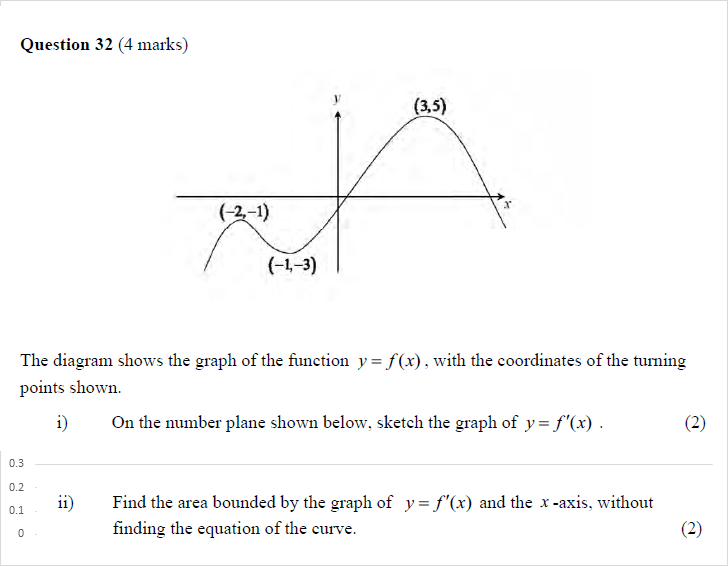 Question 32 (4 marks)
y
(3,5)
x
(−2,−1)
(−1,−3)
The diagram shows the graph of the function y = f(x), with the coordinates of the turning
points shown.
i) On the number plane shown below, sketch the graph of y = f′(x) . (2)
0.3
0.2
ii) Find the area bounded by the graph of y = f′(x) and the x -axis, without
0.1
finding the equation of the curve. (2)
0